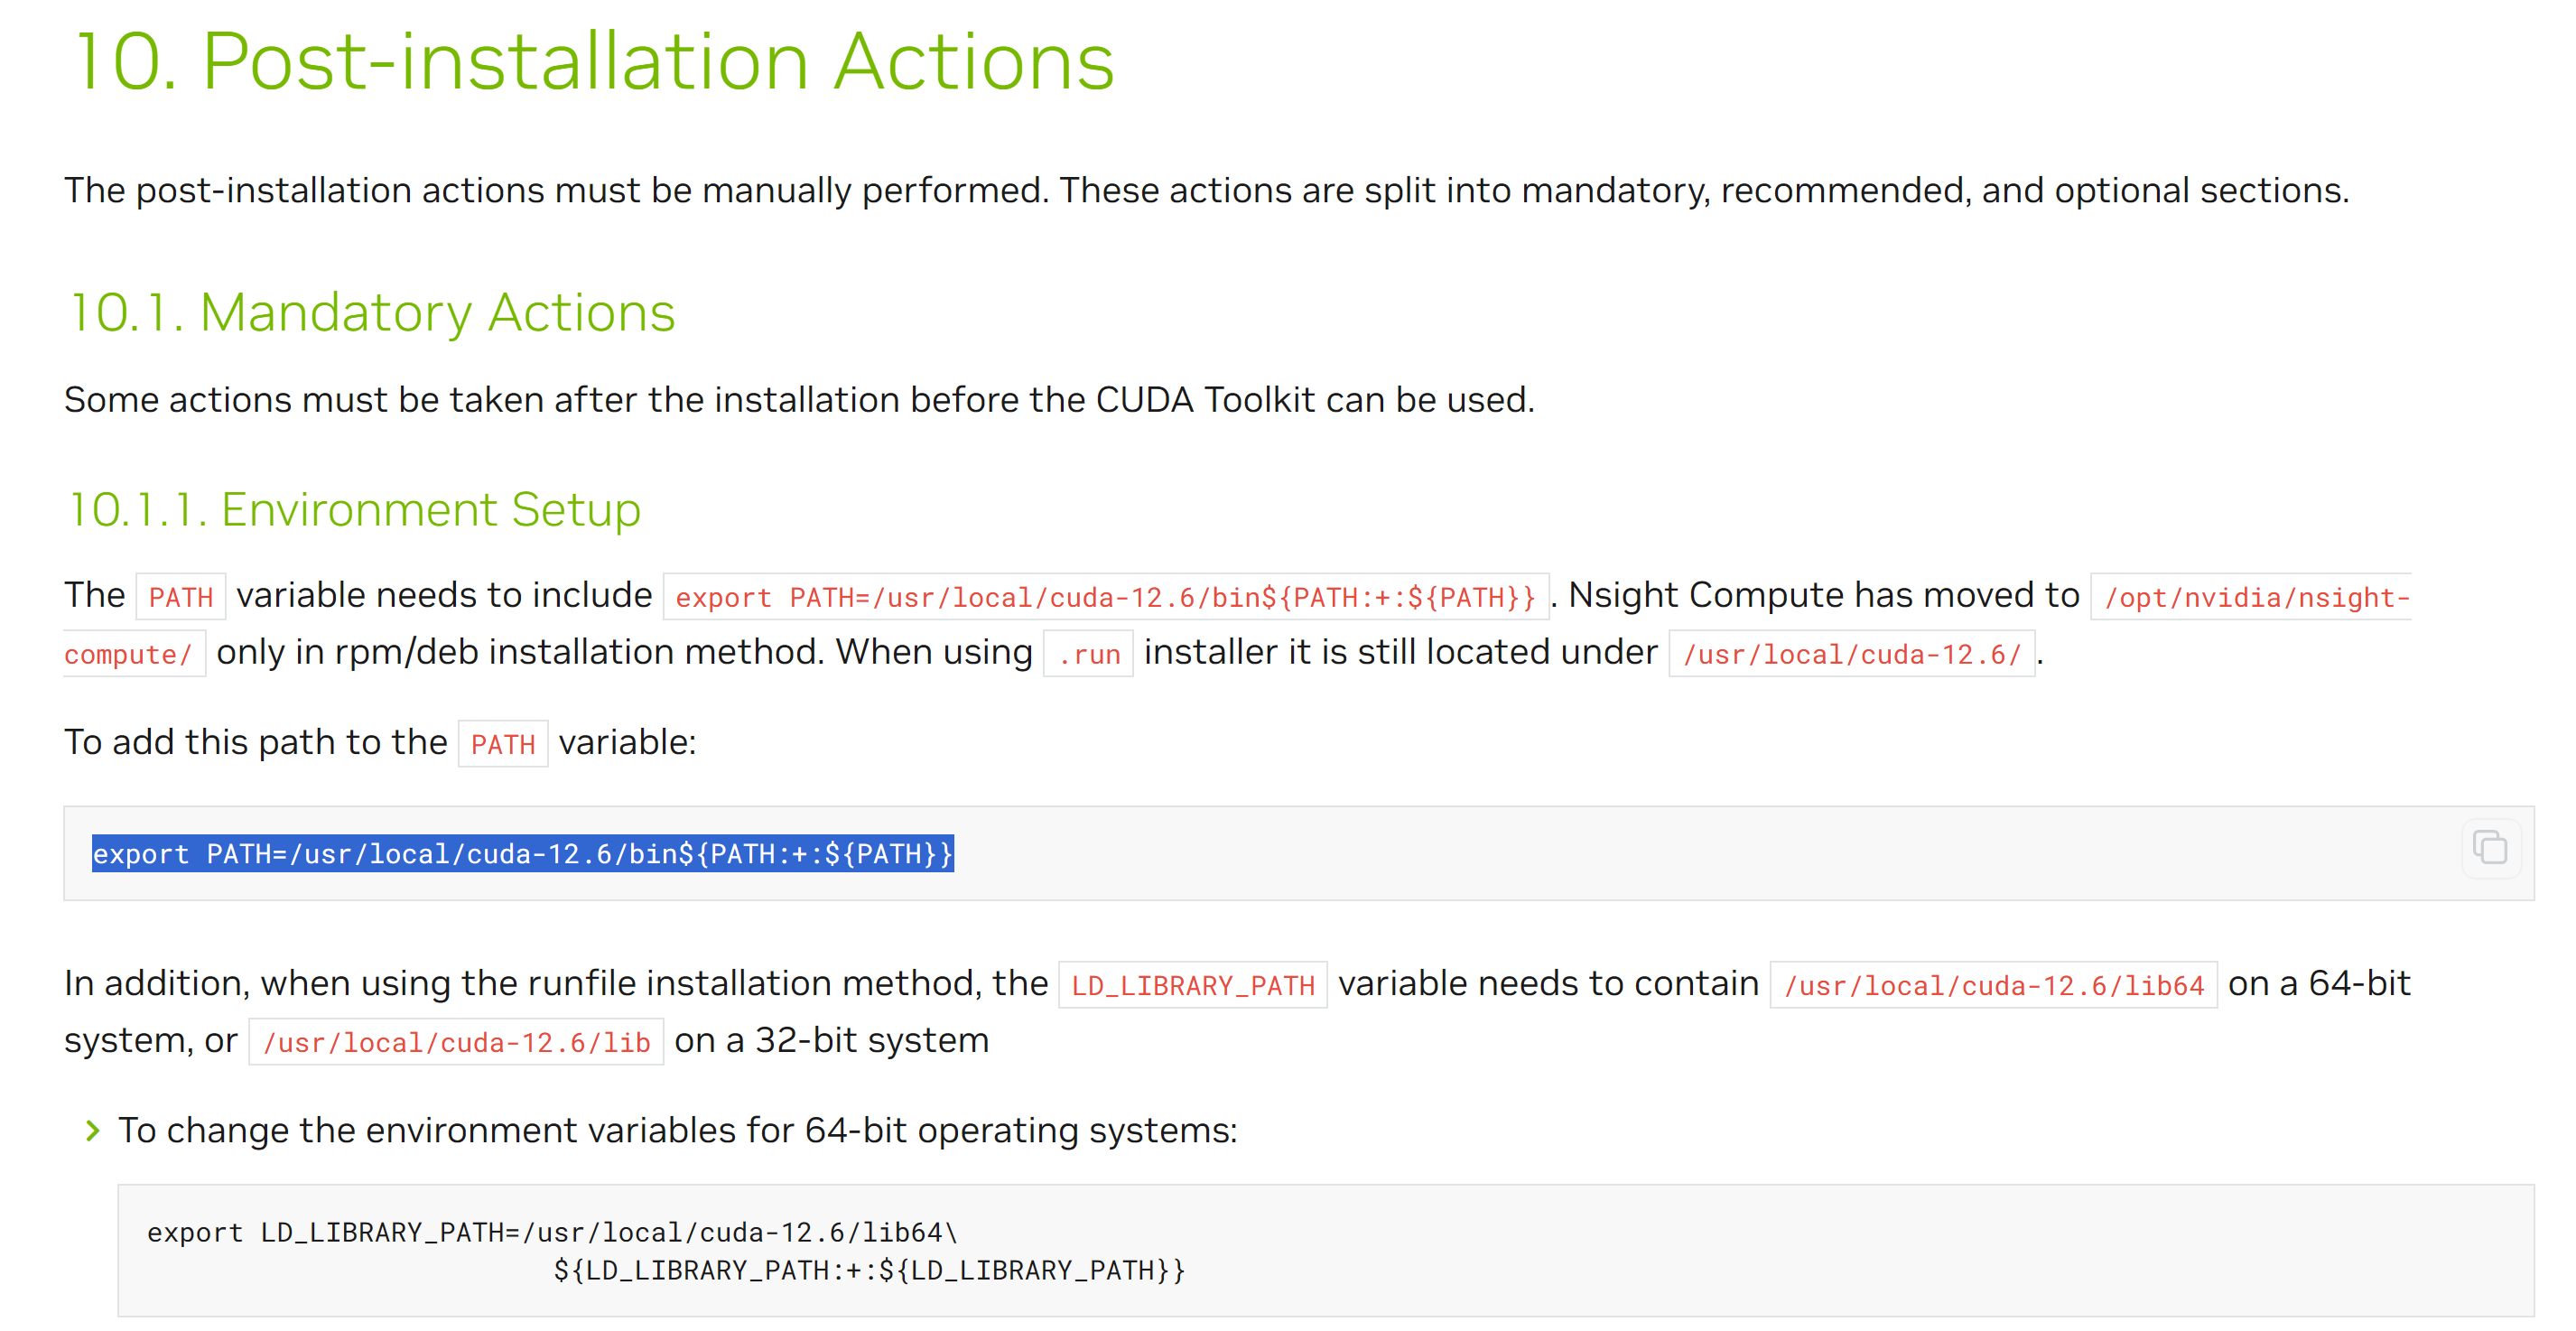 10. Post-installation Actions
The post-installation actions must be manually performed. These actions are split into mandatory, recommended, and optional sections.
10.1. Mandatory Actions
Some actions must be taken after the installation before the CUDA Toolkit can be used.
10.1.1. Environment Setup
The PATH variable needs to include export PATH=/usr/local/cuda-12.6/bin${PATH:+:${PATH}}. Nsight Compute has moved to /opt/nvidia/nsight-
compute/ only in rpm/deb installation method. When using .run installer it is still located under /usr/local/cuda-12.6/.
To add this path to the PATH variable:
export PATH=/usr/local/cuda-12.6/bin${PATH:+:${PATH}}
In addition, when using the runfile installation method, the LD_LIBRARY_PATH variable needs to contain /usr/local/cuda-12.6/lib64 on a 64-bit
system, or /usr/local/cuda-12.6/lib on a 32-bit system
To change the environment variables for 64-bit operating systems:
export LD_LIBRARY_PATH=/usr/local/cuda-12.6/lib64\
${LD_LIBRARY_PATH:+:${LD_LIBRARY_PATH}}